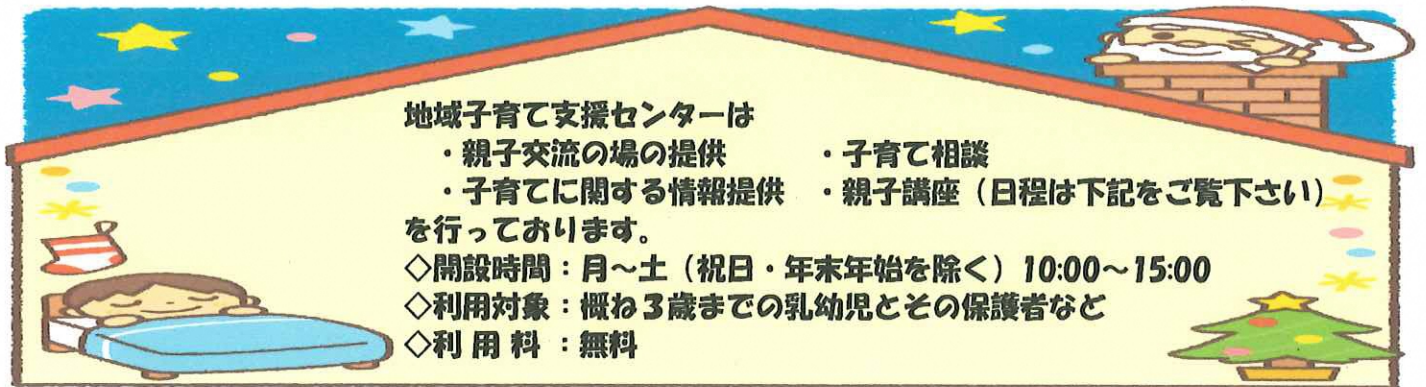 地域子育て支援センターは
・親子交流の場の提供　・子育て相談
・子育てに関する情報提供　・親子講座（日程は下記をご覧下さい）
を行っております。
◇開設時間：月～土（祝日・年末年始を除く）10:00～15:00
◇利用対象：概ね3歳までの乳幼児とその保護者など
◇利 用 料 ：無料